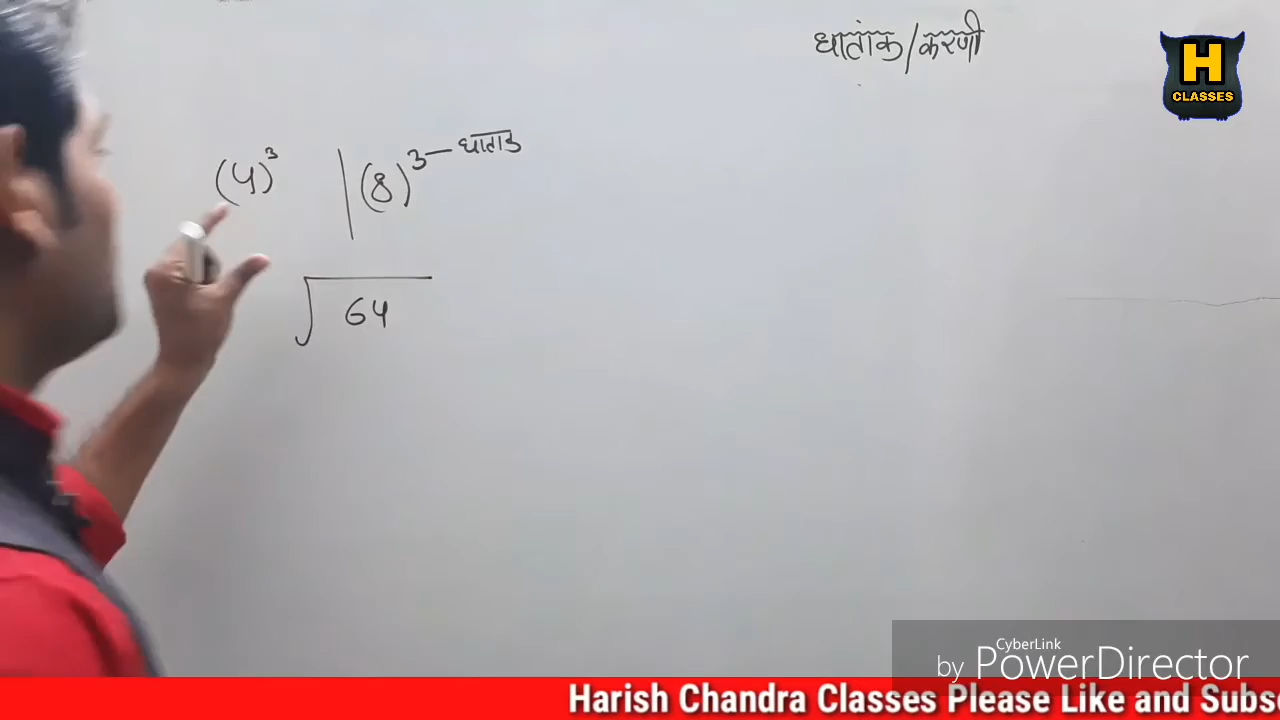 धातांक/करणी
H
CLASSES
(4)³ | (8)³ — धातांक
√64
CyberLink
by PowerDirector
Harish Chandra Classes Please Like and Subs